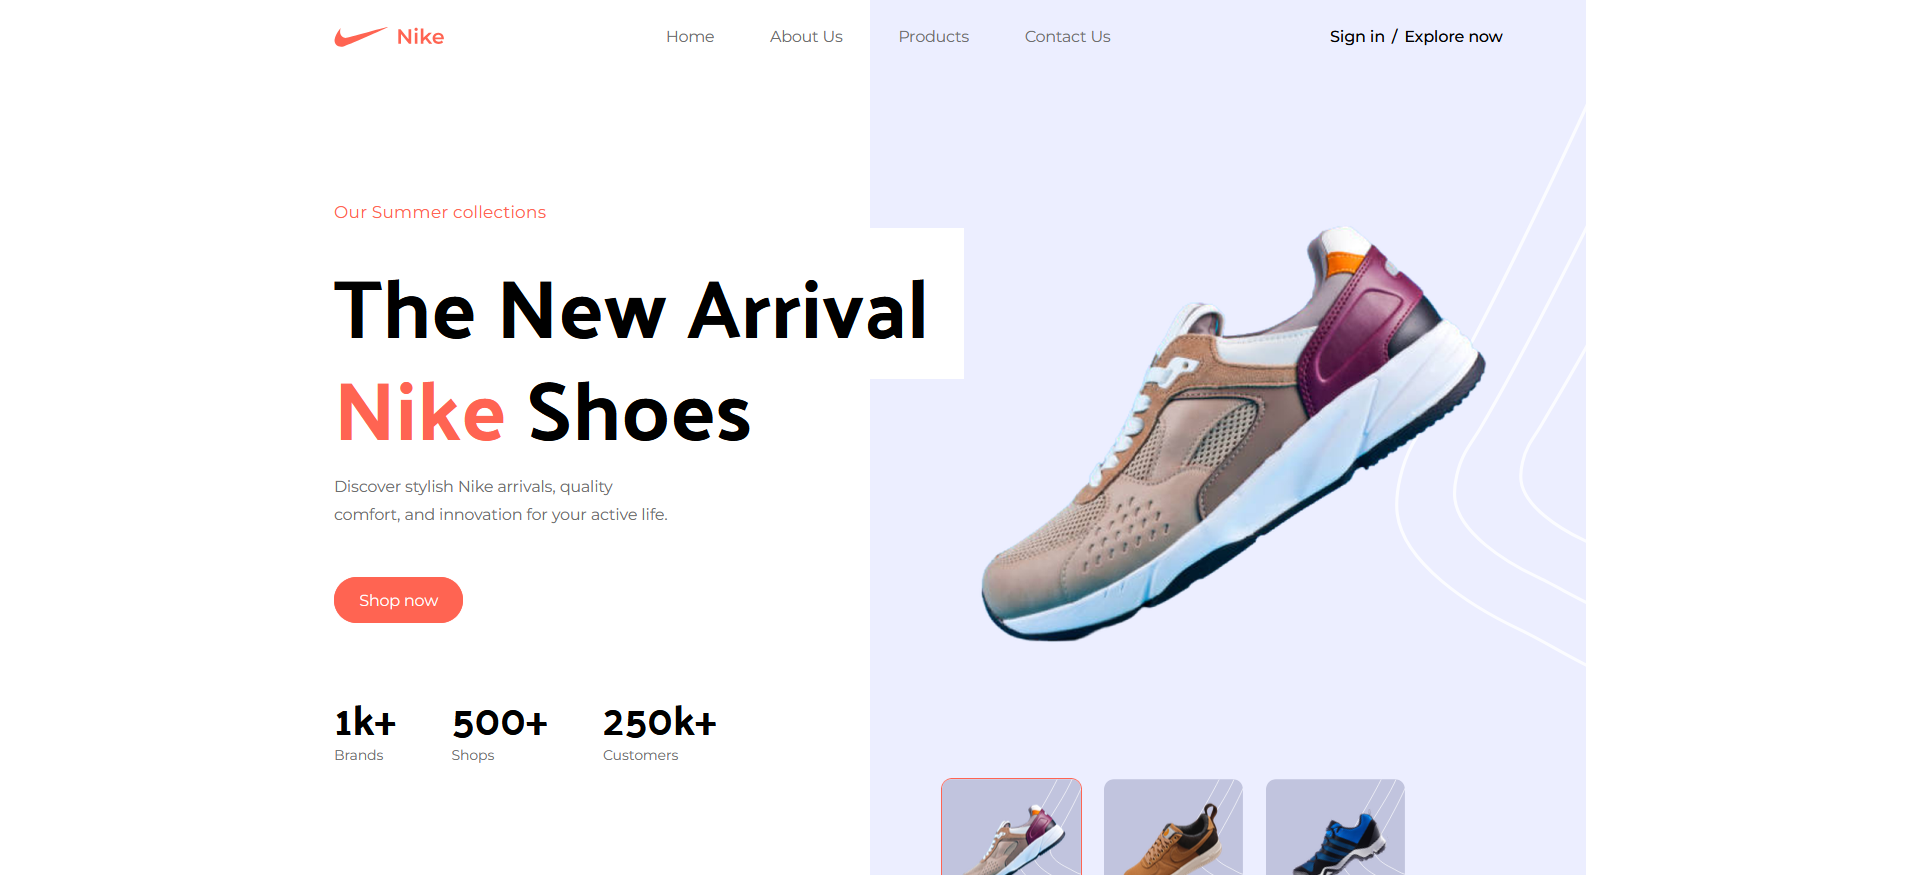 Nike
Home
About Us
Products
Contact Us
Sign in / Explore now
Our Summer collections
The New Arrival
Nike Shoes
Discover stylish Nike arrivals, quality
comfort, and innovation for your active life.
Shop now
1k+
Brands
500+
Shops
250k+
Customers